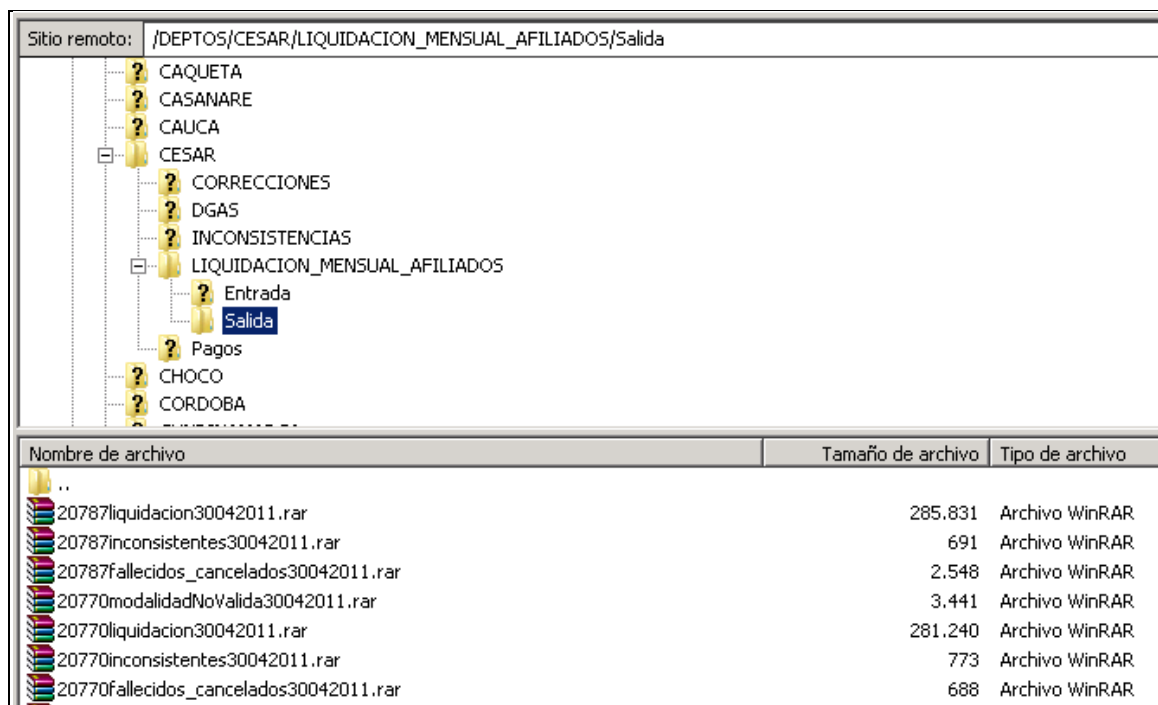 Sitio remoto: /DEPTOS/CESAR/LIQUIDACION_MENSUAL_AFILIADOS/Salida
CAQUETA
CASANARE
CAUCA
CESAR
CORRECCIONES
DGAS
INCONSISTENCIAS
LIQUIDACION_MENSUAL_AFILIADOS
Entrada
Salida
Pagos
CHOCO
CORDOBA
Nombre de archivo Tamaño de archivo Tipo de archivo
..
20787liquidacion30042011.rar 285.831 Archivo WinRAR
20787inconsistentes30042011.rar 691 Archivo WinRAR
20787fallecidos_cancelados30042011.rar 2.548 Archivo WinRAR
20770modalidadNoValida30042011.rar 3.441 Archivo WinRAR
20770liquidacion30042011.rar 281.240 Archivo WinRAR
20770inconsistentes30042011.rar 773 Archivo WinRAR
20770fallecidos_cancelados30042011.rar 688 Archivo WinRAR